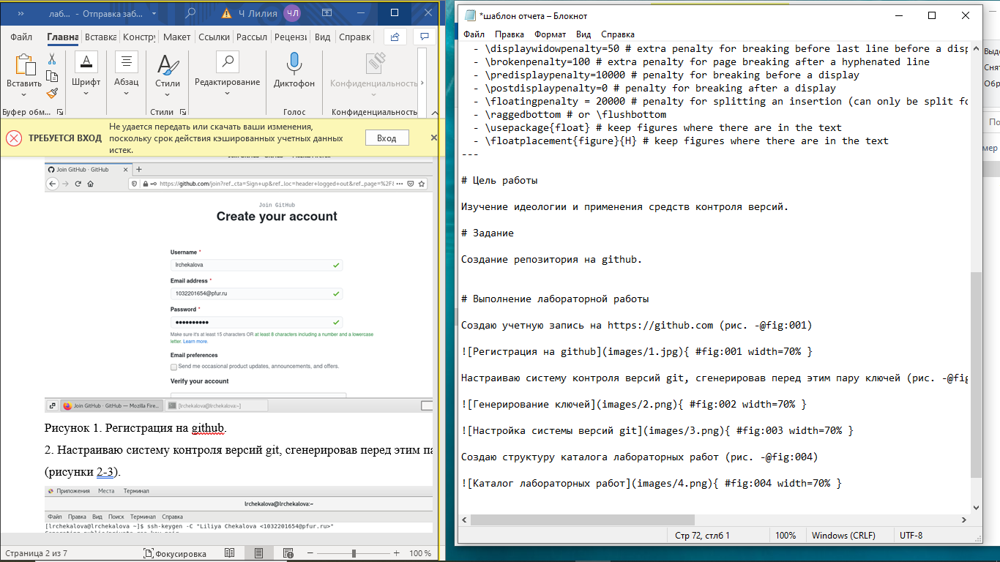 лаб... - Отправка заб... Ч Лилия ЧЛ
Файл Главна Вставка Констру Макет Ссылки Рассыл Реценз Вид Справк
Вставить Шрифт Абзац Стили Редактирование Диктофон Конфиденциальность
Буфер обм... Стили Голос Конфиденциальность
ТРЕБУЕТСЯ ВХОД
Не удается передать или скачать ваши изменения,
поскольку срок действия кэшированных учетных данных
истек.
Вход
Join GitHub · GitHub
https://github.com/join?ref_cta=Sign+up&ref_loc=header+logged+out&ref_page=%2F&
Join GitHub
Create your account
Username *
lrchekalova
Email address *
1032201654@pfur.ru
Password *
●●●●●●●●●●
Make sure it's at least 15 characters OR at least 8 characters including a number and a lowercase
letter. Learn more.
Email preferences
Send me occasional product updates, announcements, and offers.
Verify your account
Join GitHub · GitHub — Mozilla Fire... [lrchekalova@lrchekalova:~]
Рисунок 1. Регистрация на github.
2. Настраиваю систему контроля версий git, сгенерировав перед этим па
(рисунки 2-3).
Приложения Места Терминал
lrchekalova@lrchekalova:~
Файл Правка Вид Поиск Терминал Справка
[lrchekalova@lrchekalova ~]$ ssh-keygen -C "Liliya Chekalova <1032201654@pfur.ru>"
Страница 2 из 7 Фокусировка 100 %
*шаблон отчета – Блокнот
Файл Правка Формат Вид Справка
- \displaywidowpenalty=50 # extra penalty for breaking before last line before a disp
- \brokenpenalty=100 # extra penalty for page breaking after a hyphenated line
- \predisplaypenalty=10000 # penalty for breaking before a display
- \postdisplaypenalty=0 # penalty for breaking after a display
- \floatingpenalty = 20000 # penalty for splitting an insertion (can only be split fo
- \raggedbottom # or \flushbottom
- \usepackage{float} # keep figures where there are in the text
- \floatplacement{figure}{H} # keep figures where there are in the text
---
# Цель работы
Изучение идеологии и применения средств контроля версий.
# Задание
Создание репозитория на github.
# Выполнение лабораторной работы
Создаю учетную запись на https://github.com (рис. -@fig:001)
![Регистрация на github](images/1.jpg){ #fig:001 width=70% }
Настраиваю систему контроля версий git, сгенерировав перед этим пару ключей (рис. -@fig
![Генерирование ключей](images/2.png){ #fig:002 width=70% }
![Настройка системы версий git](images/3.png){ #fig:003 width=70% }
Создаю структуру каталога лабораторных работ (рис. -@fig:004)
![Каталог лабораторных работ](images/4.png){ #fig:004 width=70% }
Стр 72, стлб 1 100% Windows (CRLF) UTF-8
Выде
Снят
Обр
По
мер